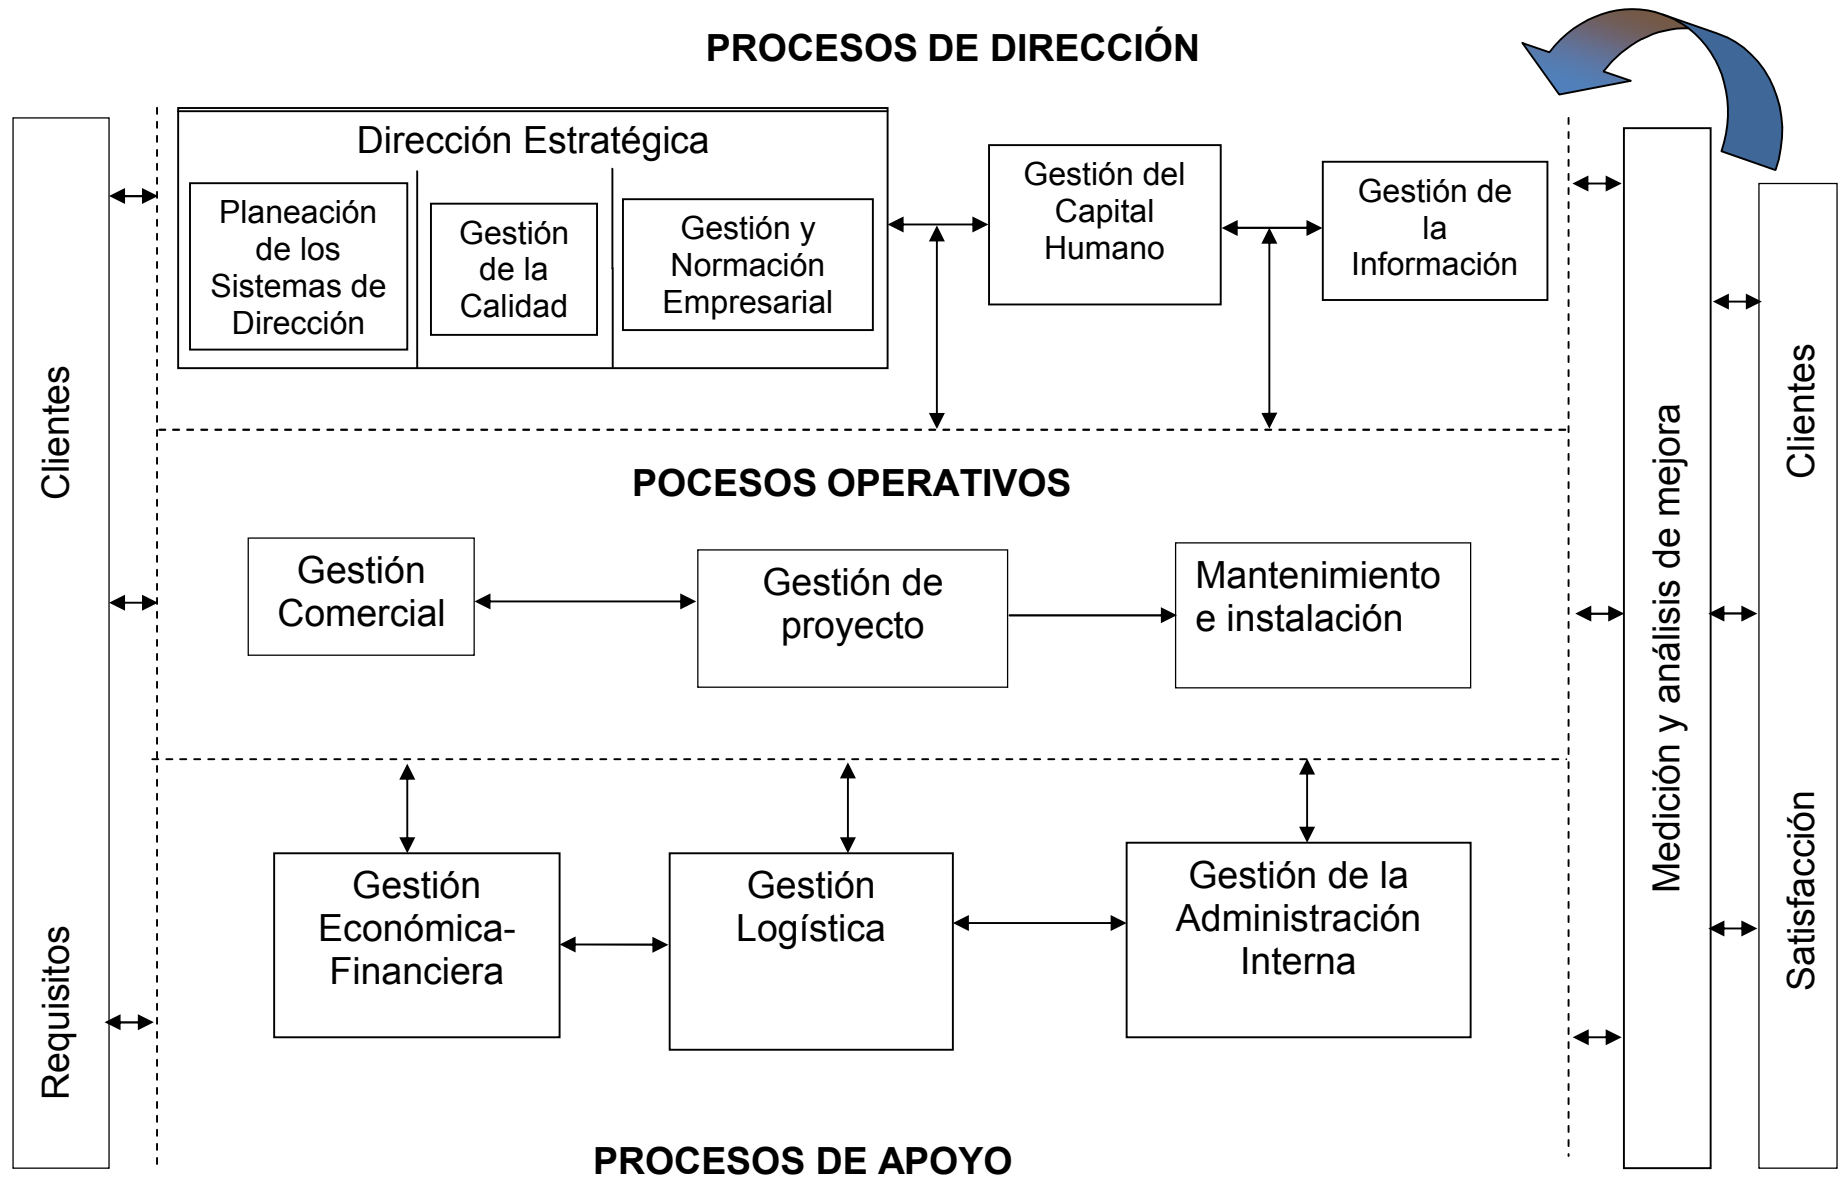 PROCESOS DE DIRECCIÓN
Clientes
Requisitos
Dirección Estratégica
Planeación
de los
Sistemas de
Dirección
Gestión
de la
Calidad
Gestión y
Normación
Empresarial
Gestión del
Capital
Humano
Gestión de
la
Información
POCESOS OPERATIVOS
Gestión
Comercial
Gestión de
proyecto
Mantenimiento
e instalación
Gestión
Económica-
Financiera
Gestión
Logística
Gestión de la
Administración
Interna
PROCESOS DE APOYO
Medición y análisis de mejora
Clientes
Satisfacción